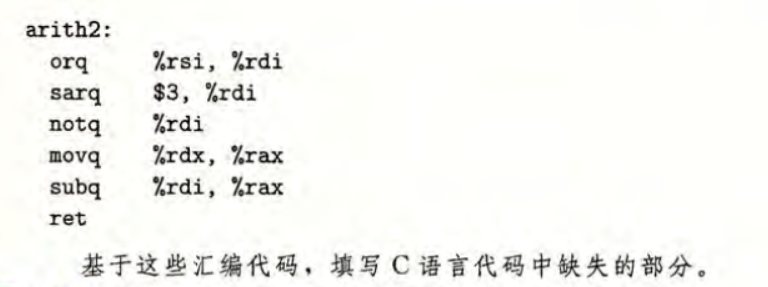 arith2:
orq %rsi, %rdi
sarq $3, %rdi
notq %rdi
movq %rdx, %rax
subq %rdi, %rax
ret
基于这些汇编代码，填写 C 语言代码中缺失的部分。